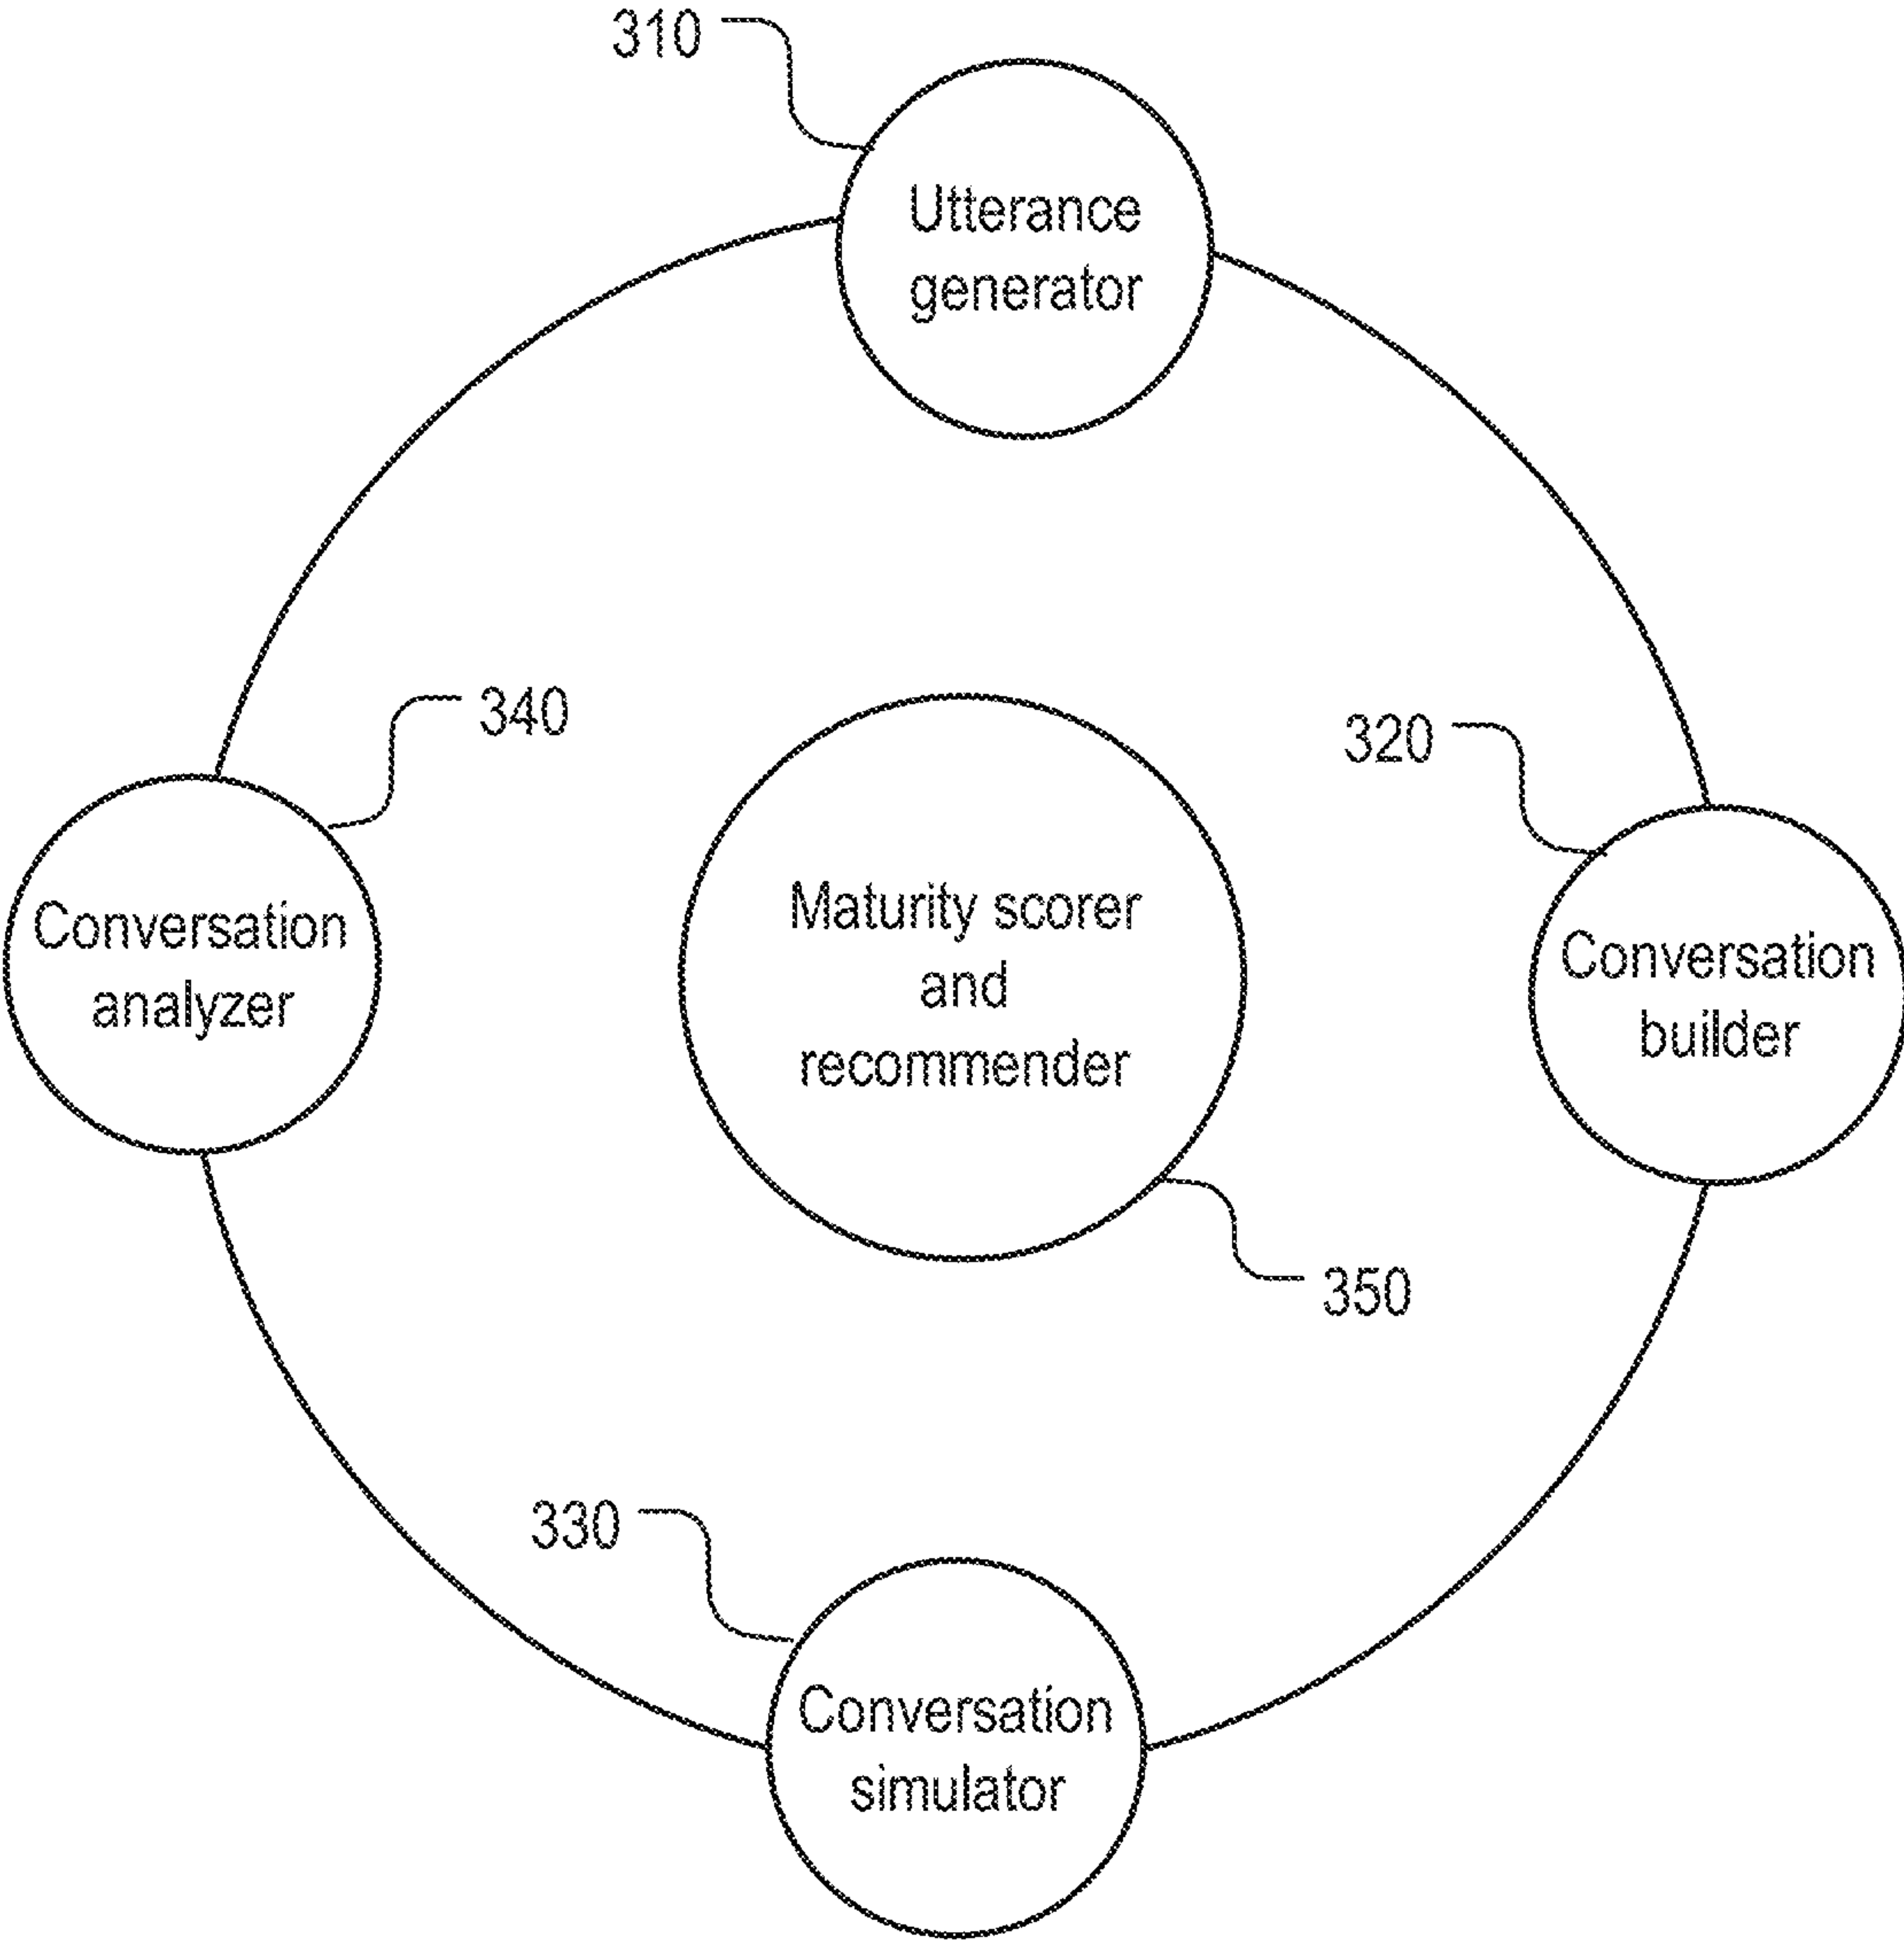 310
Utterance
generator
340
320
Conversation
analyzer
Maturity scorer
and
recommender
Conversation
builder
350
330
Conversation
simulator